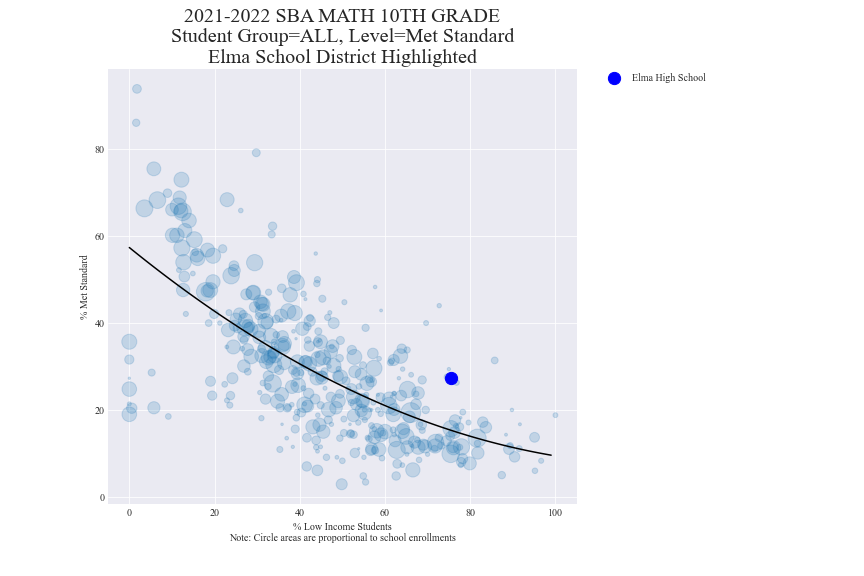 2021-2022 SBA MATH 10TH GRADE
Student Group=ALL, Level=Met Standard
Elma School District Highlighted
Elma High School
% Met Standard
80
60
40
20
0
0 20 40 60 80 100
% Low Income Students
Note: Circle areas are proportional to school enrollments